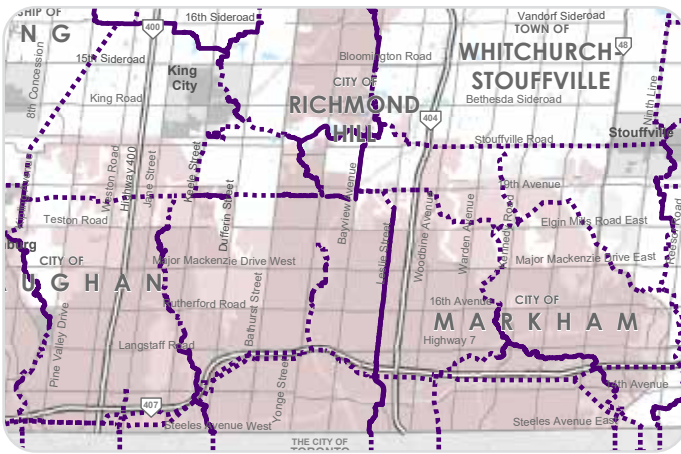 SHIP OF
N G
16th Sideroad
400
15th Sideroad
8th Concession
King
City
King Road
Vandorf Sideroad
TOWN OF
WHITCHURCH-
STOUFFVILLE
48
Bloomington Road
CITY OF
RICHMOND
HILL
Bethesda Sideroad
404
Ninth Line
Stouffville Road
Stouffville
Weston Road
Highway 400
Jane Street
Keele Street
Dufferin Street
Bayview Avenue
19th Avenue
Teston Road
Elgin Mills Road East
burg
CITY OF
AUGHAN
Major Mackenzie Drive West
Leslie Street
Woodbine Avenue
Warden Avenue
Kennedy Road
Major Mackenzie Drive East
Rutherford Road
Bathurst Street
16th Avenue
CITY OF
MARKHAM
Pine Valley Drive
Langstaff Road
Highway 7
Yonge Street
14th Avenue
407
Steeles Avenue West
Steeles Avenue East
THE CITY OF
TORONTO